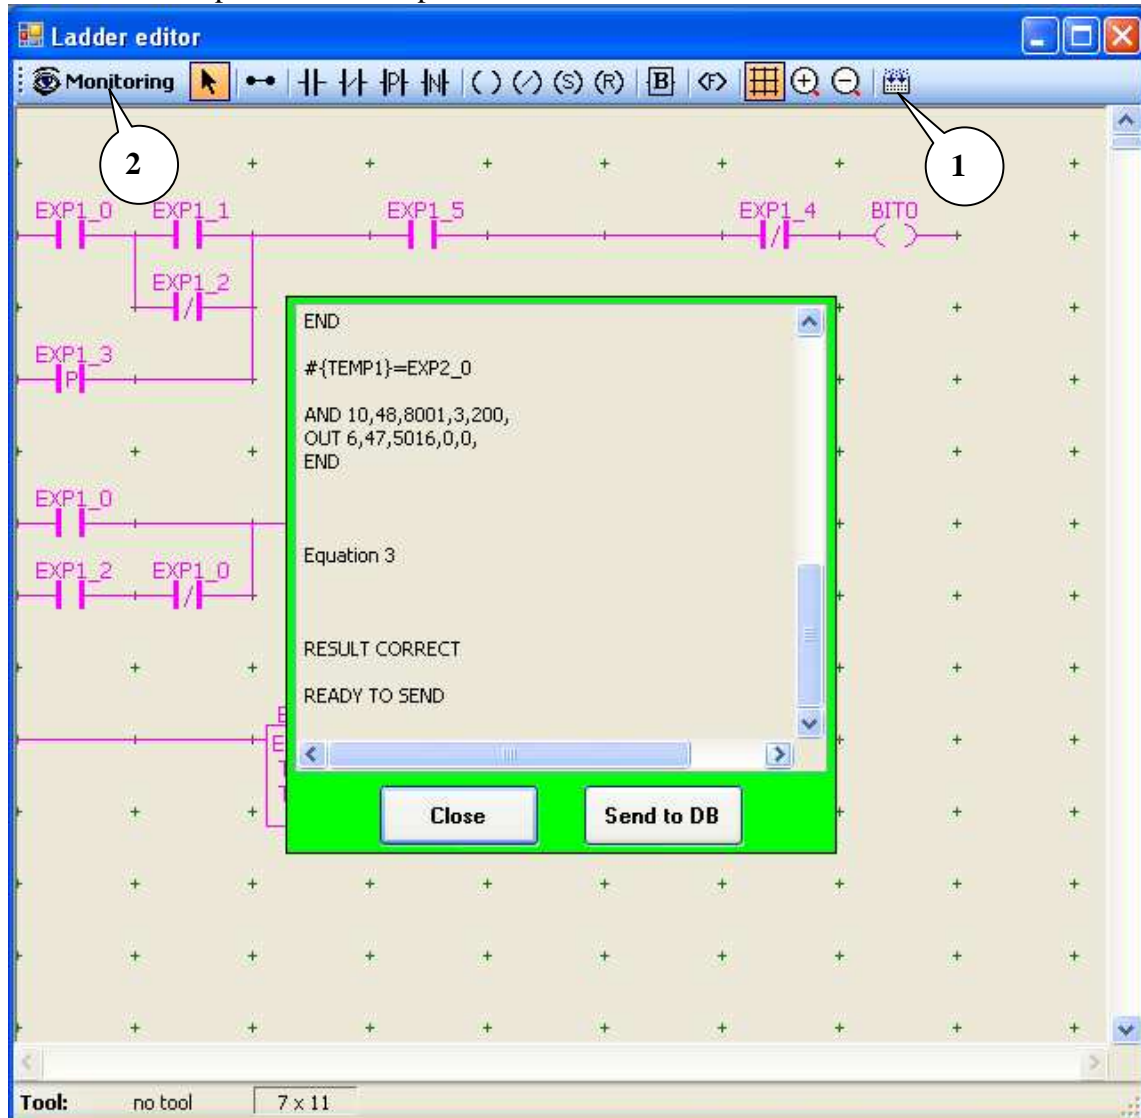 Ladder editor
Monitoring P N ( ) (/) (S) (R) B <F>
2
1
EXP1_0 EXP1_1 EXP1_5 EXP1_4 BIT0
EXP1_2
EXP1_3
P
EXP1_0
EXP1_2 EXP1_0
END
#{TEMP1}=EXP2_0
AND 10,48,8001,3,200,
OUT 6,47,5016,0,0,
END
Equation 3
RESULT CORRECT
READY TO SEND
Close Send to DB
Tool: no tool 7 x 11